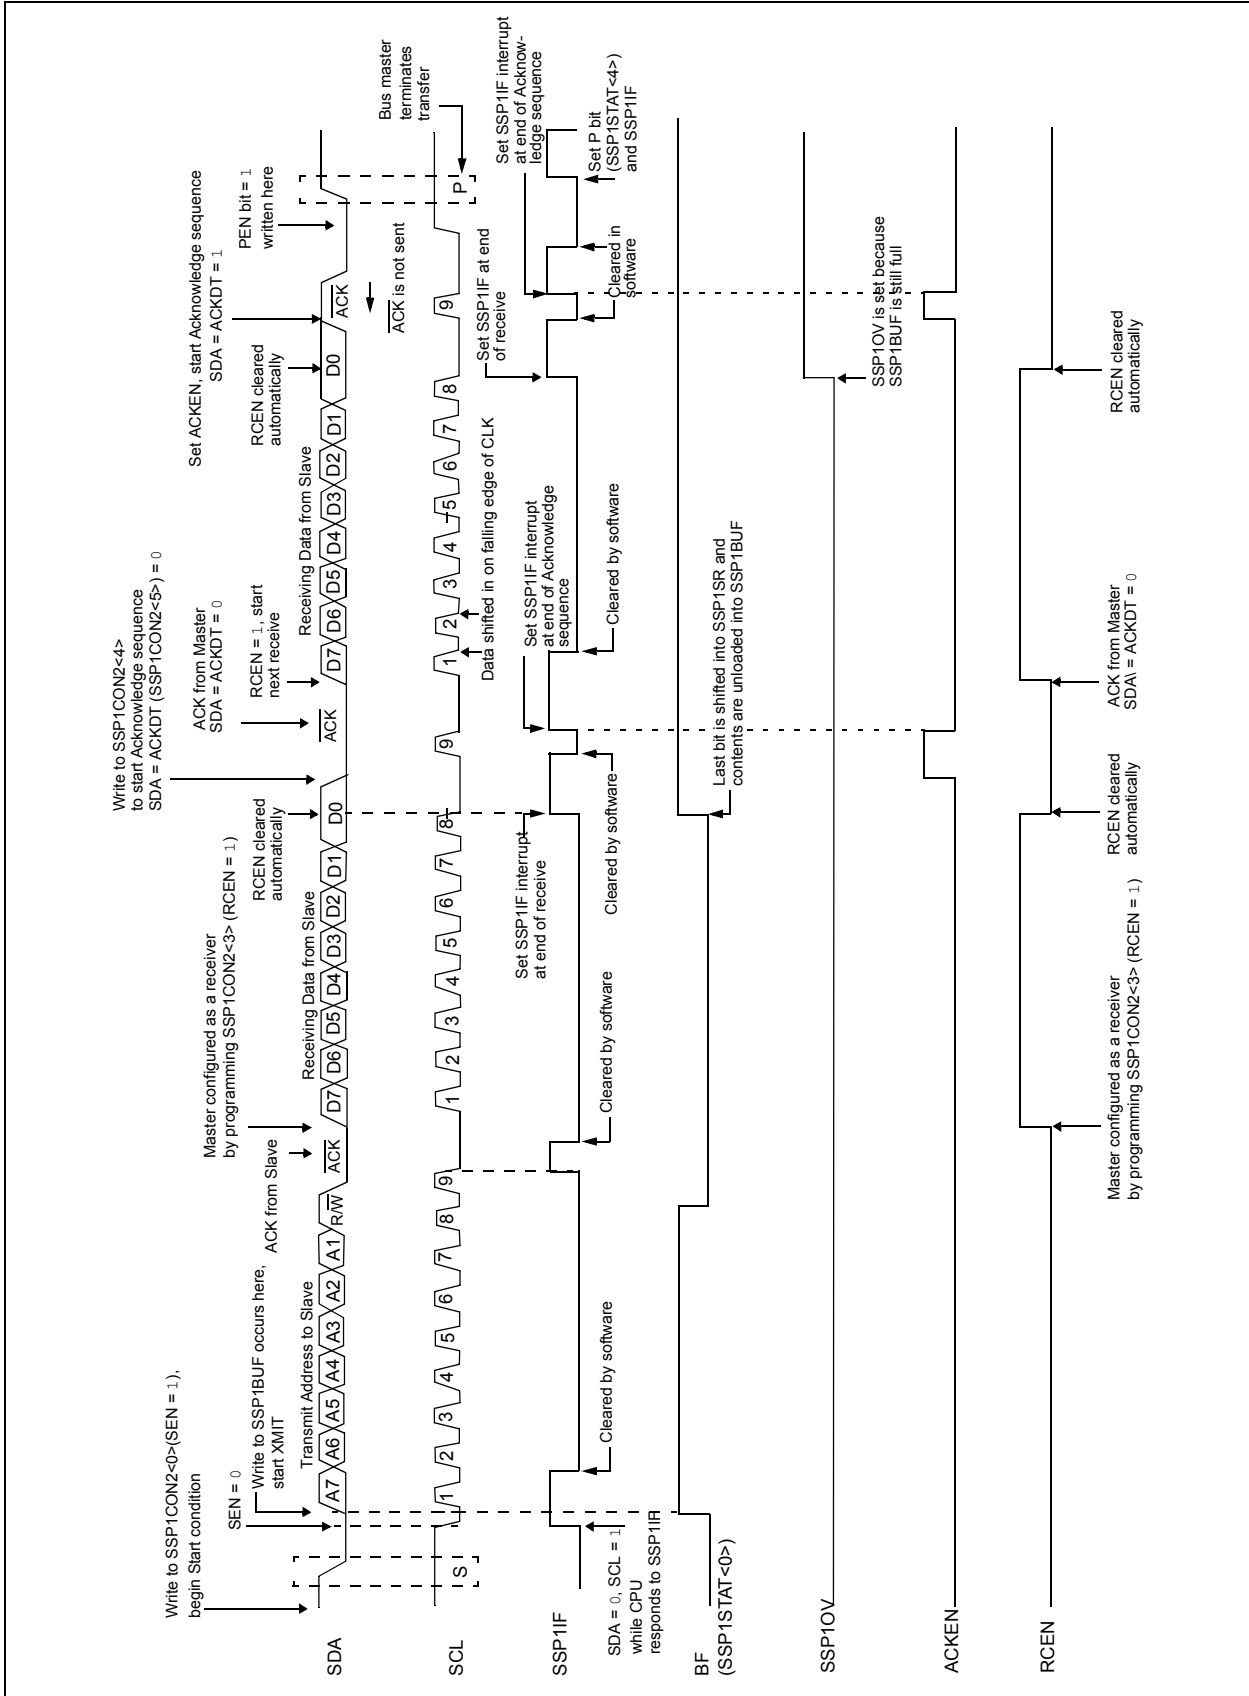 Write to SSP1CON2<0>(SEN = 1),
begin Start condition
SEN = 0
Write to SSP1BUF occurs here,
start XMIT
ACK from Slave
Master configured as a receiver
by programming SSP1CON2<3> (RCEN = 1)
RCEN cleared
automatically
Write to SSP1CON2<4>
to start Acknowledge sequence
SDA = ACKDT (SSP1CON2<5>) = 0
ACK from Master
SDA = ACKDT = 0
RCEN = 1, start
next receive
RCEN cleared
automatically
Set ACKEN, start Acknowledge sequence
SDA = ACKDT = 1
PEN bit = 1
written here
Transmit Address to Slave
Receiving Data from Slave
Receiving Data from Slave
SDA
A7 A6 A5 A4 A3 A2 A1 R/W ACK D7 D6 D5 D4 D3 D2 D1 D0 ACK D7 D6 D5 D4 D3 D2 D1 D0 ACK
ACK is not sent
Bus master
terminates
transfer
SCL
S 1 2 3 4 5 6 7 8 9 1 2 3 4 5 6 7 8 9 1 2 3 4 5 6 7 8 9 P
Data shifted in on falling edge of CLK
Set SSP1IF interrupt
at end of receive
Set SSP1IF interrupt
at end of Acknowledge
sequence
Set SSP1IF at end
of receive
Set SSP1IF interrupt
at end of Acknow-
ledge sequence
SSP1IF
SDA = 0, SCL = 1
while CPU
responds to SSP1IF
Cleared by software
Cleared by software
Cleared by software
Cleared by software
Cleared in
software
Set P bit
(SSP1STAT<4>)
and SSP1IF
BF
(SSP1STAT<0>)
Last bit is shifted into SSP1SR and
contents are unloaded into SSP1BUF
SSP1OV
SSP1OV is set because
SSP1BUF is still full
ACKEN
RCEN
Master configured as a receiver
by programming SSP1CON2<3> (RCEN = 1)
RCEN cleared
automatically
ACK from Master
SDA\ = ACKDT = 0
RCEN cleared
automatically